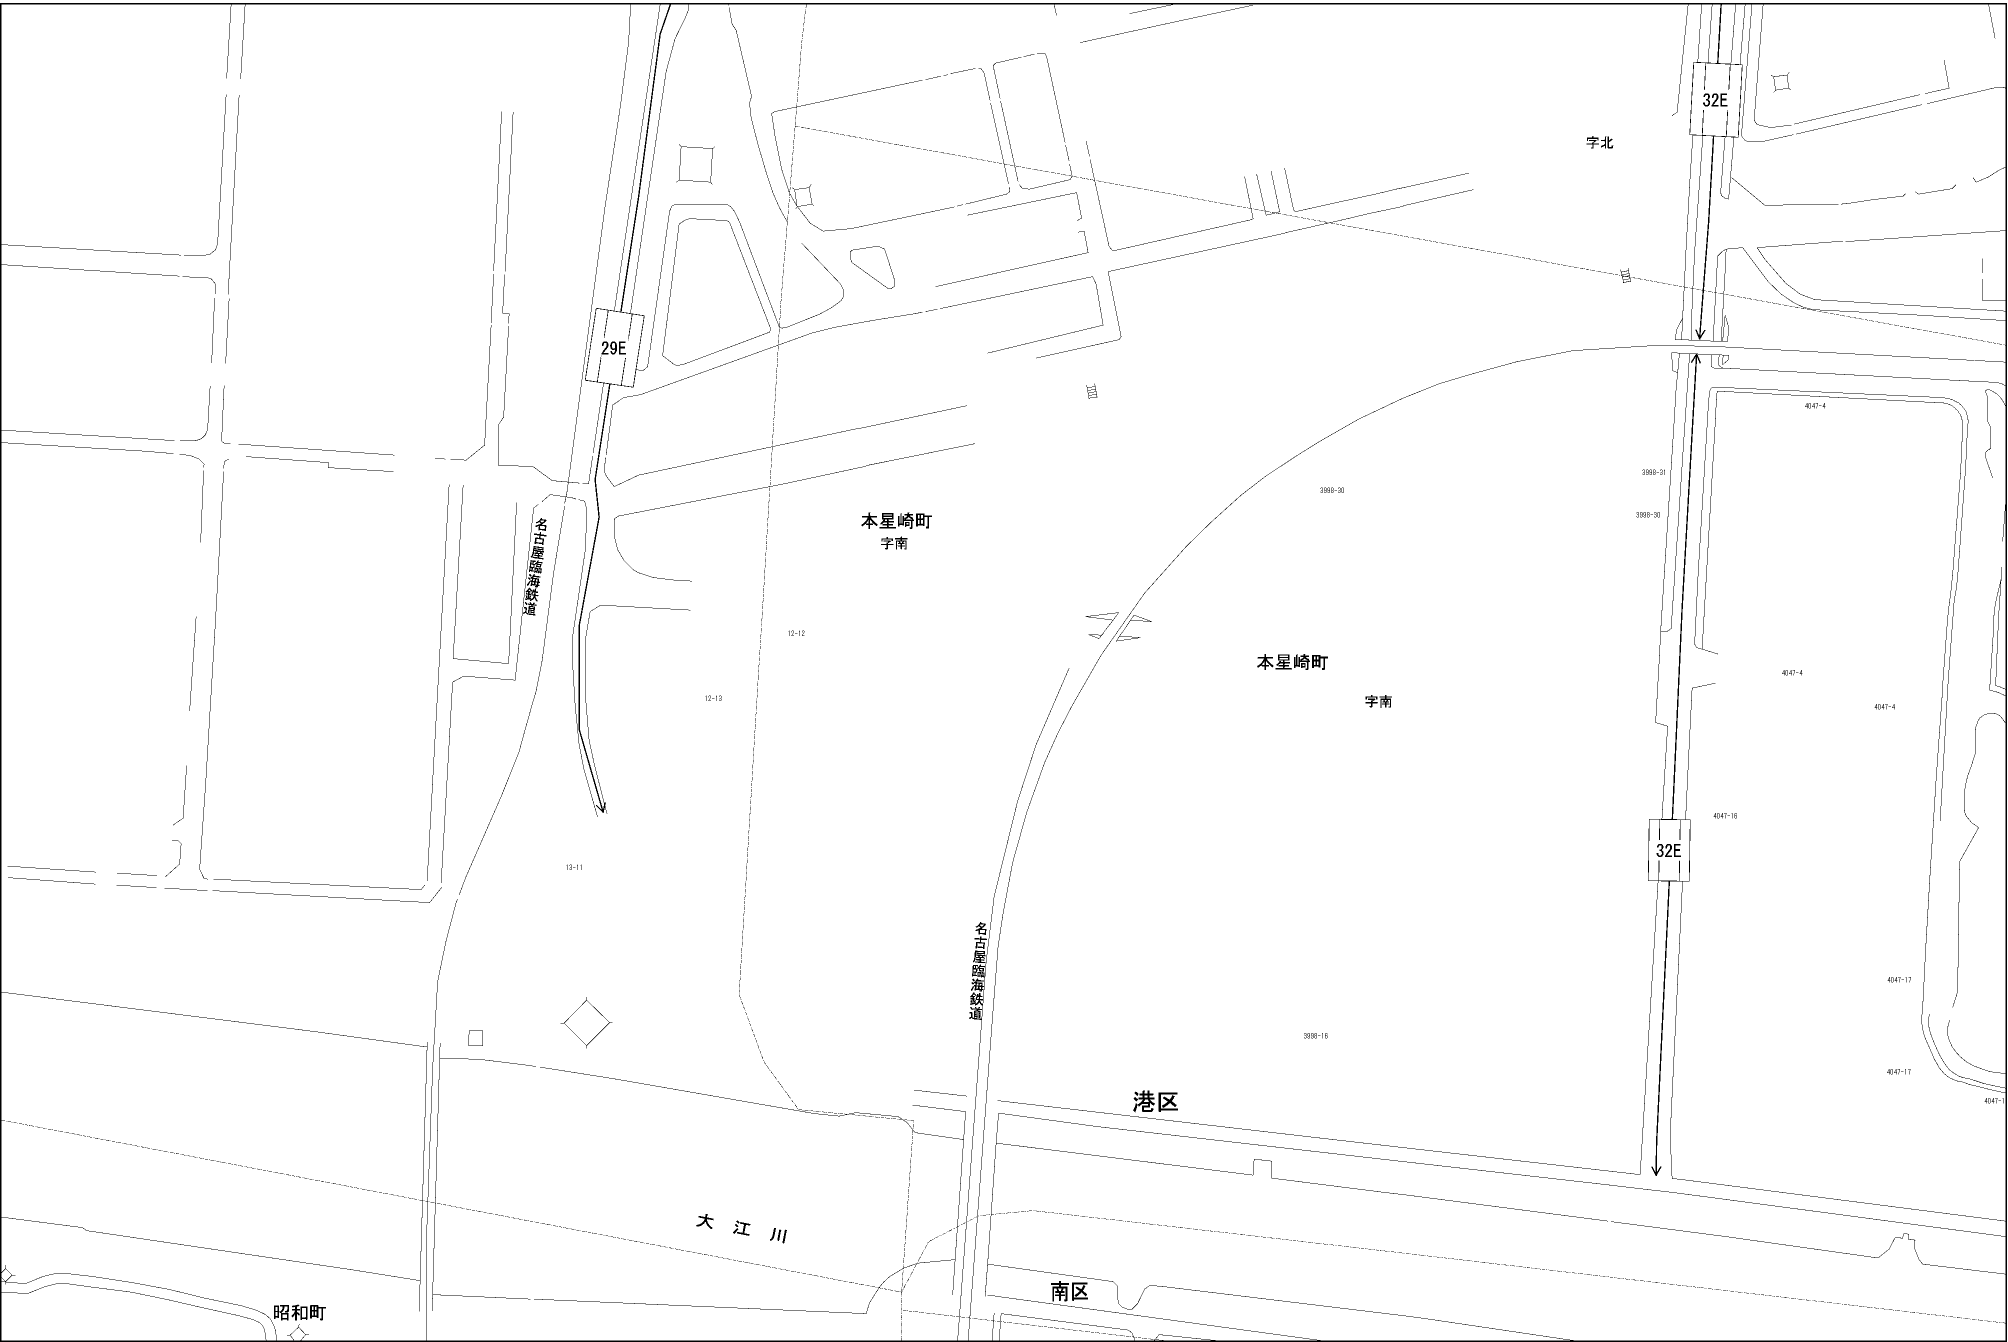 32E
字北
29E
4047-4
3998-31
3998-30
3998-30
本星崎町
字南
名古屋臨海鉄道
12-12
本星崎町
字南
4047-4
12-13
4047-4
4047-16
32E
13-11
名古屋臨海鉄道
4047-17
3998-16
4047-17
港区
大江川
南区
昭和町